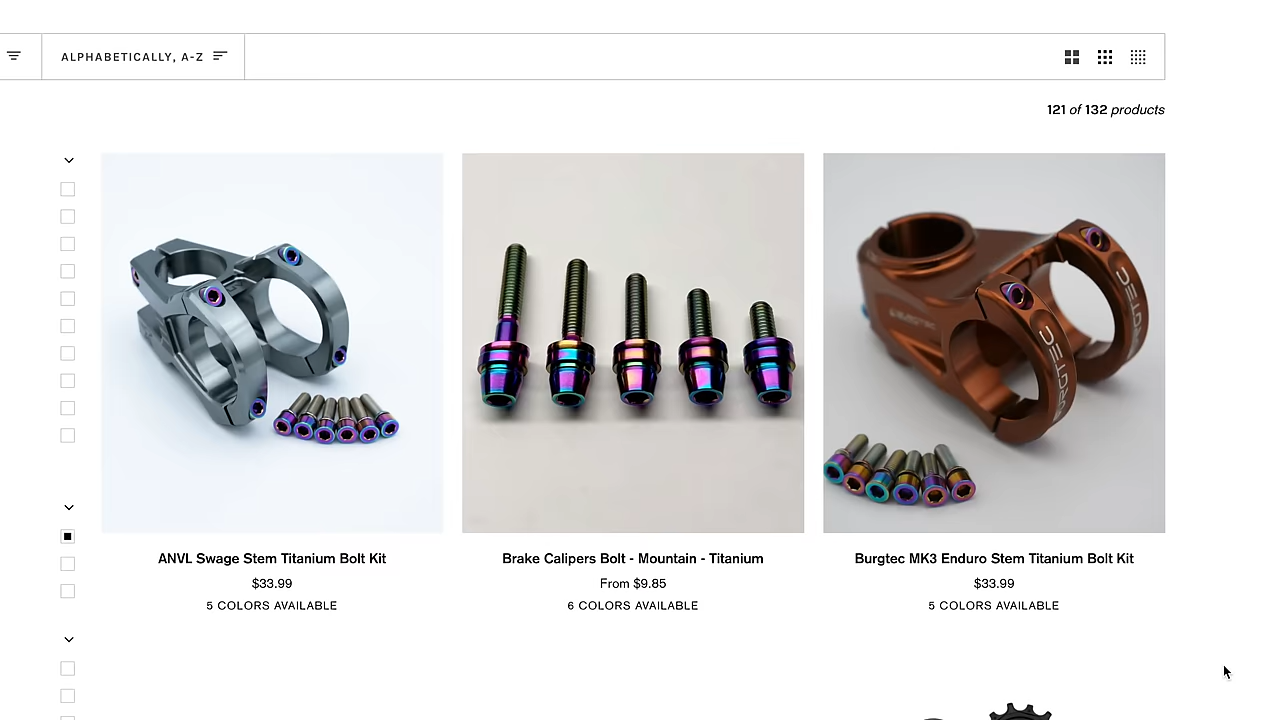 ALPHABETICALLY, A-Z
121 of 132 products
ANVL Swage Stem Titanium Bolt Kit
$33.99
5 COLORS AVAILABLE
Brake Calipers Bolt - Mountain - Titanium
From $9.85
6 COLORS AVAILABLE
Burgtec MK3 Enduro Stem Titanium Bolt Kit
$33.99
5 COLORS AVAILABLE